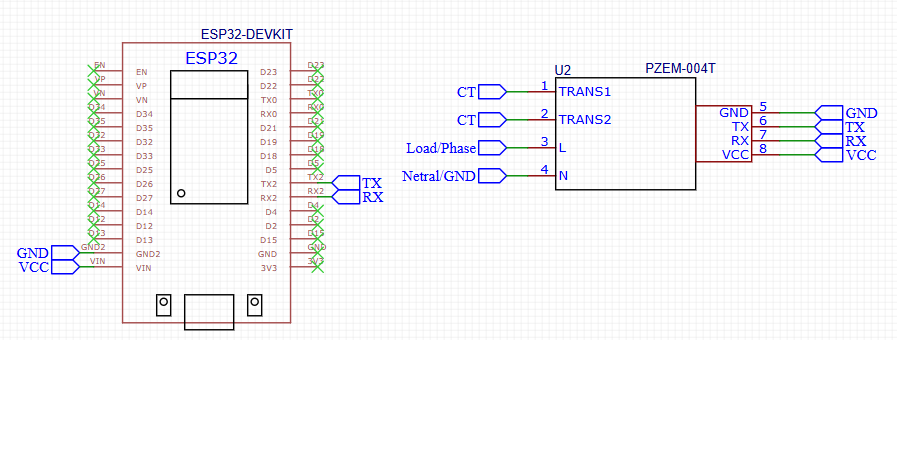 ESP32-DEVKIT
ESP32
EN EN D23 D23
VP VP D22 D22
VN VN TX0 TX0
D34 D34 RX0 RX0
D35 D35 D21 D21
D32 D32 D19 D19
D33 D33 D18 D18
D25 D25 D5 D5
D26 D26 TX2 TX2 TX
D27 D27 RX2 RX2 RX
D14 D14 D4 D4
D12 D12 D2 D2
D13 D13 D15 D15
GND GND2 GND2 GND GND
VCC VIN VIN 3V3 3V3
U2 PZEM-004T
CT 1 TRANS1
CT 2 TRANS2
Load/Phase 3 L
Netral/GND 4 N
GND 5 GND
TX 6 TX
RX 7 RX
VCC 8 VCC